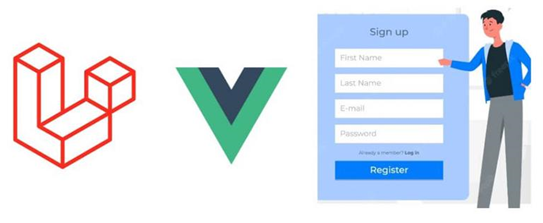 Sign up
First Name
Last Name
E-mail
Password
Already a member? Log In
Register